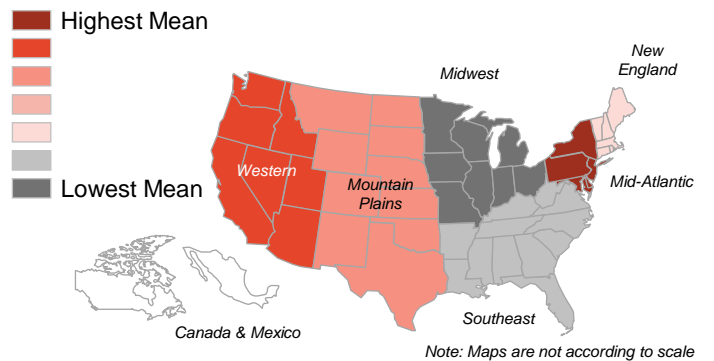 Highest Mean
Lowest Mean
Midwest
New
England
Western
Mountain
Plains
Mid-Atlantic
Southeast
Canada & Mexico
Note: Maps are not according to scale